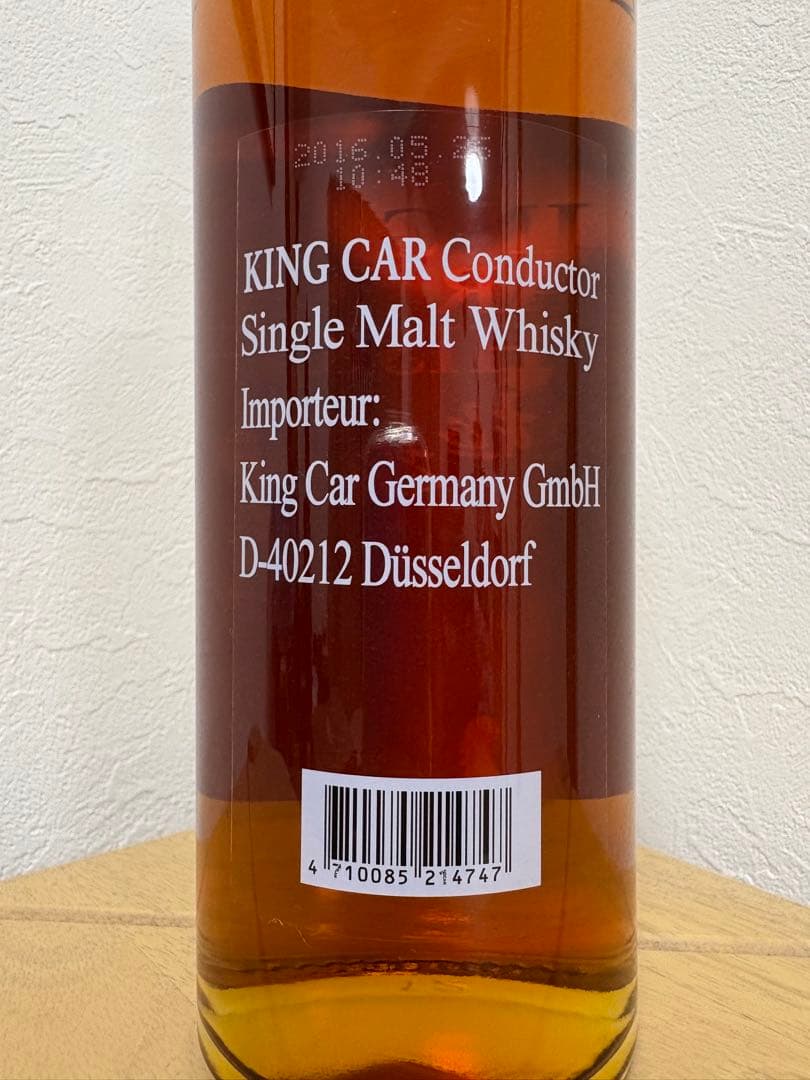 2016.05.
10:48
KING CAR Conductor
Single Malt Whisky
Importeur:
King Car Germany GmbH
D-40212 Düsseldorf
4 710085 214747